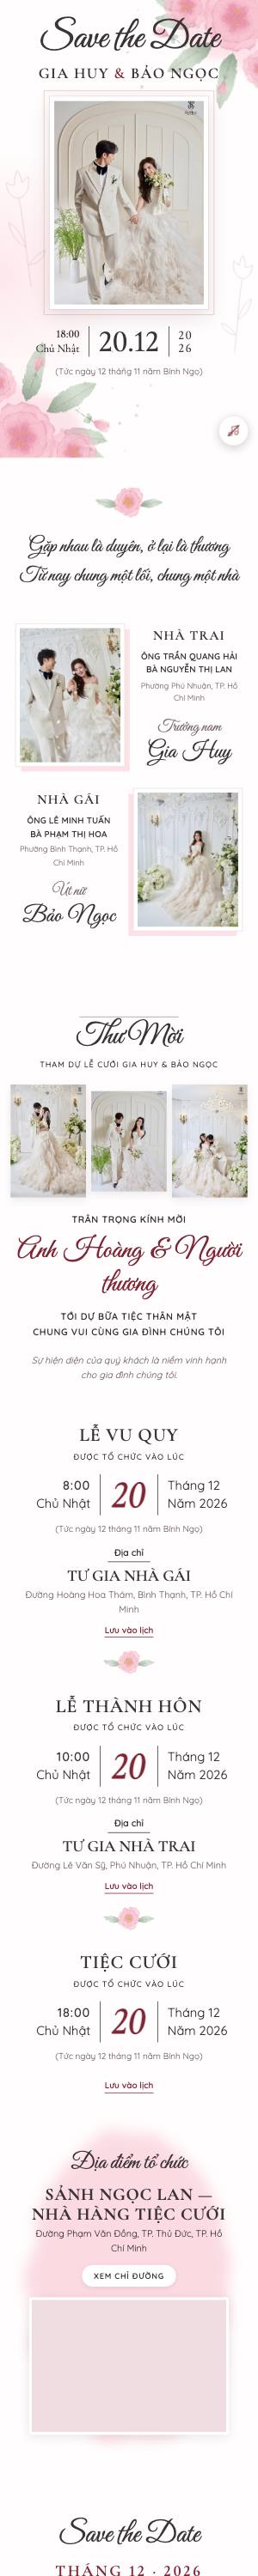 Save the Date
GIA HUY & BẢO NGỌC
18:00
Chủ Nhật
20.12
20
26
(Tức ngày 12 tháng 11 năm Bính Ngọ)
Gặp nhau là duyên, ở lại là thương
Từ nay chung một lối, chung một nhà
NHÀ TRAI
ÔNG TRẦN QUANG HẢI
BÀ NGUYỄN THỊ LAN
Phường Phú Nhuận, TP. Hồ
Chí Minh
Trưởng nam
Gia Huy
NHÀ GÁI
ÔNG LÊ MINH TUẤN
BÀ PHẠM THỊ HOA
Phường Bình Thạnh, TP. Hồ
Chí Minh
Út nữ
Bảo Ngọc
Thư Mời
THAM DỰ LỄ CƯỚI GIA HUY & BẢO NGỌC
TRÂN TRỌNG KÍNH MỜI
Anh Hoàng & Người
thương
TỚI DỰ BỮA TIỆC THÂN MẬT
CHUNG VUI CÙNG GIA ĐÌNH CHÚNG TÔI
Sự hiện diện của quý khách là niềm vinh hạnh
cho gia đình chúng tôi.
LỄ VU QUY
ĐƯỢC TỔ CHỨC VÀO LÚC
8:00
Chủ Nhật
20
Tháng 12
Năm 2026
(Tức ngày 12 tháng 11 năm Bính Ngọ)
Địa chỉ
TƯ GIA NHÀ GÁI
Đường Hoàng Hoa Thám, Bình Thạnh, TP. Hồ Chí
Minh
Lưu vào lịch
LỄ THÀNH HÔN
ĐƯỢC TỔ CHỨC VÀO LÚC
10:00
Chủ Nhật
20
Tháng 12
Năm 2026
(Tức ngày 12 tháng 11 năm Bính Ngọ)
Địa chỉ
TƯ GIA NHÀ TRAI
Đường Lê Văn Sỹ, Phú Nhuận, TP. Hồ Chí Minh
Lưu vào lịch
TIỆC CƯỚI
ĐƯỢC TỔ CHỨC VÀO LÚC
18:00
Chủ Nhật
20
Tháng 12
Năm 2026
(Tức ngày 12 tháng 11 năm Bính Ngọ)
Lưu vào lịch
Địa điểm tổ chức
SẢNH NGỌC LAN —
NHÀ HÀNG TIỆC CƯỚI
Đường Phạm Văn Đồng, TP. Thủ Đức, TP. Hồ
Chí Minh
XEM CHỈ ĐƯỜNG
Save the Date
THÁNG 12 · 2026